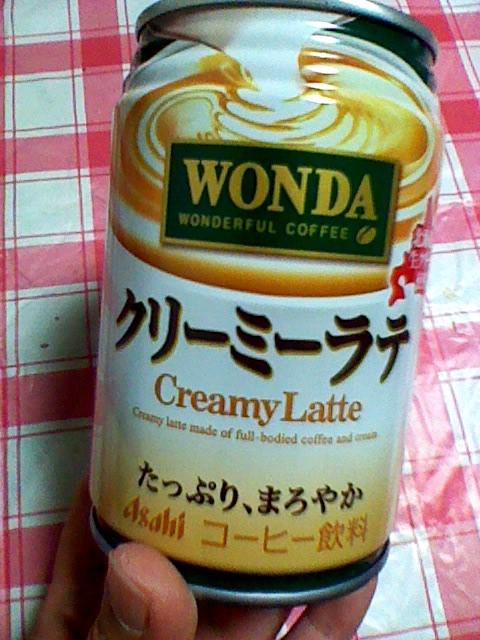 WONDA
WONDERFUL COFFEE
クリーミーラテ
Creamy Latte
Creamy latte made of full-bodied coffee and cream
たっぷり、まろやか
Asahi コーヒー飲料